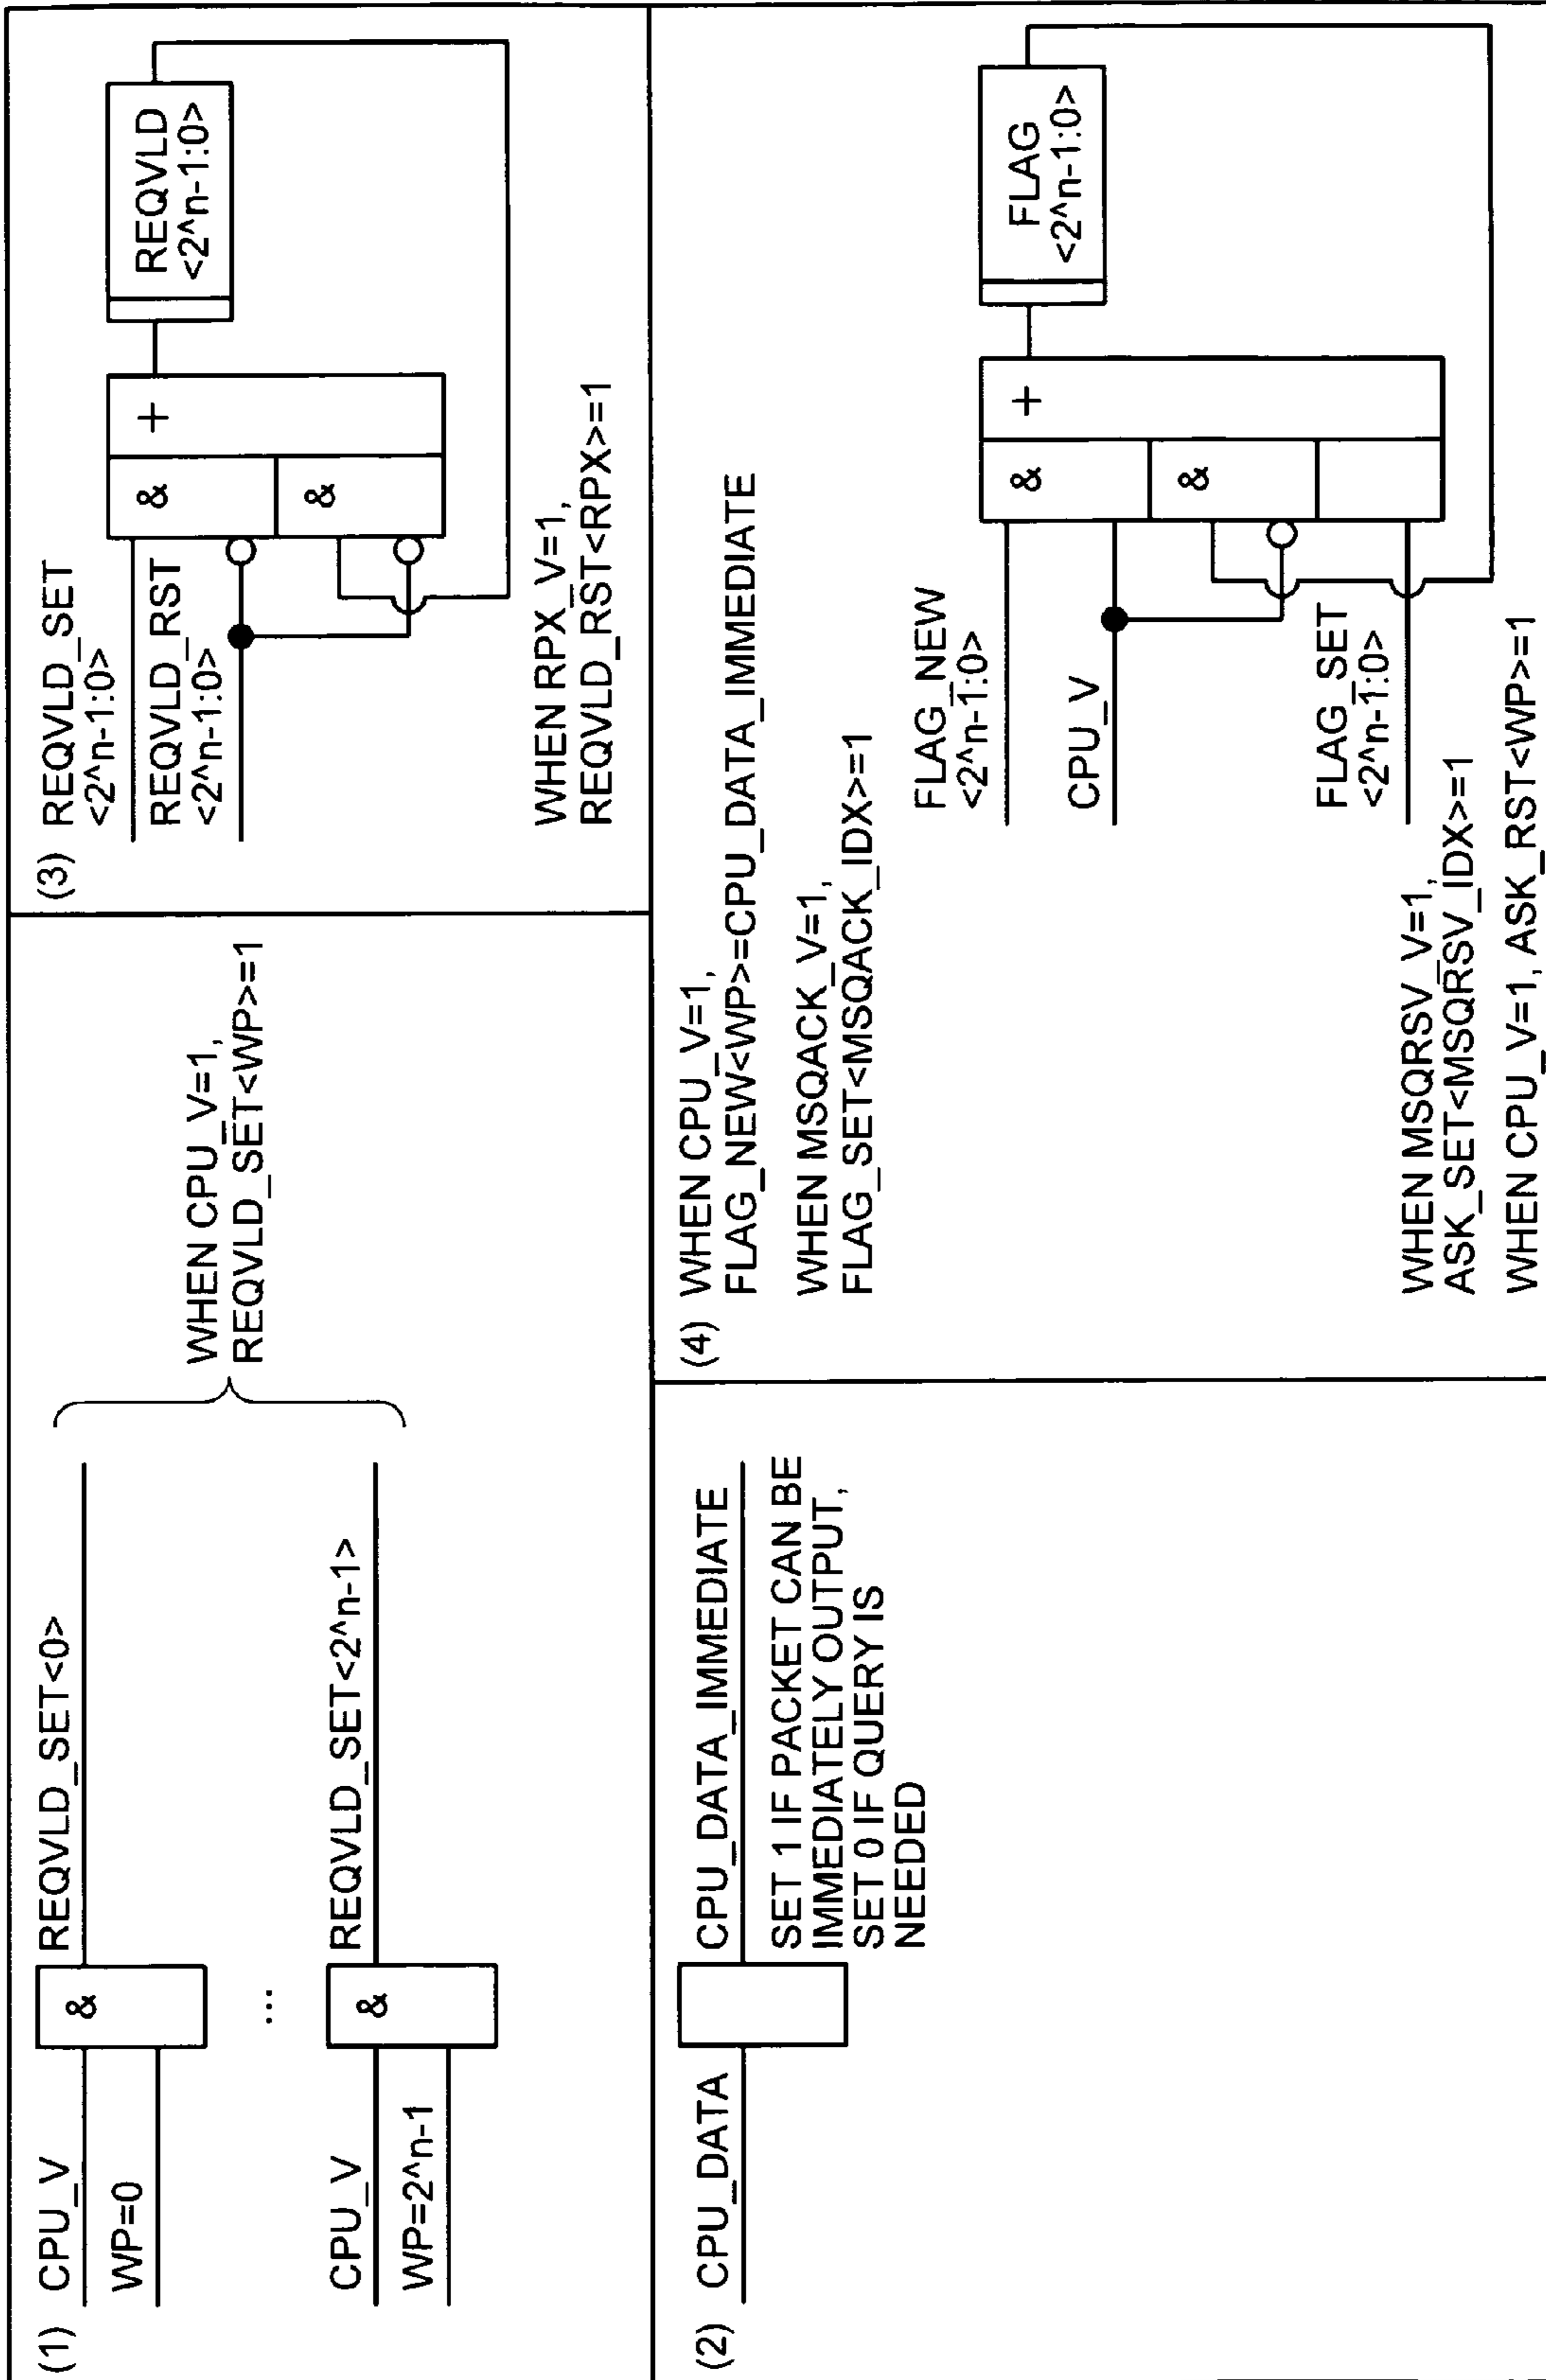 (1)
CPU_V
WP=0
&
REQVLD_SET<0>
...
CPU_V
WP=2^n-1
&
REQVLD_SET<2^n-1>
WHEN CPU_V=1,
REQVLD_SET<WP>=1
(2)
CPU_DATA
CPU_DATA_IMMEDIATE
SET 1 IF PACKET CAN BE
IMMEDIATELY OUTPUT,
SET 0 IF QUERY IS
NEEDED
(3)
REQVLD_SET
<2^n-1:0>
REQVLD_RST
<2^n-1:0>
&
&
+
REQVLD
<2^n-1:0>
WHEN RPX_V=1,
REQVLD_RST<RPX>=1
(4)
WHEN CPU_V=1,
FLAG_NEW<WP>=CPU_DATA_IMMEDIATE
WHEN MSQACK_V=1,
FLAG_SET<MSQACK_IDX>=1
FLAG_NEW
<2^n-1:0>
CPU_V
FLAG_SET
<2^n-1:0>
&
&
+
FLAG
<2^n-1:0>
WHEN MSQRSV_V=1,
ASK_SET<MSQRSV_IDX>=1
WHEN CPU_V=1, ASK_RST<WP>=1